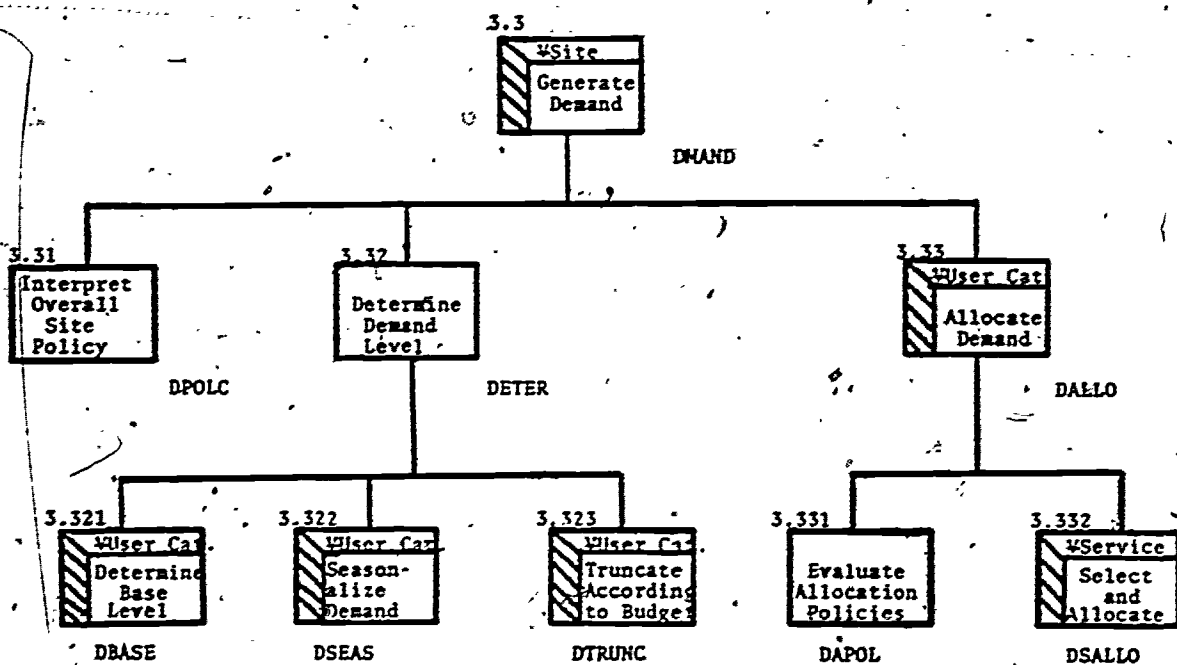 3.3
¥Site
Generate
Demand
DMAND
3.31
Interpret
Overall
Site
Policy
DPOLC
3.32
Determine
Demand
Level
DETER
3.33
¥User Cat
Allocate
Demand
DALLO
3.321
¥User Cat.
Determine
Base
Level
DBASE
3.322
¥User Cat.
Season-
alize
Demand
DSEAS
3.323
¥User Cat.
Truncate
According
to Budget
DTRUNC
3.331
Evaluate
Allocation
Policies
DAPOL
3.332
¥Service
Select
and
Allocate
DSALLO